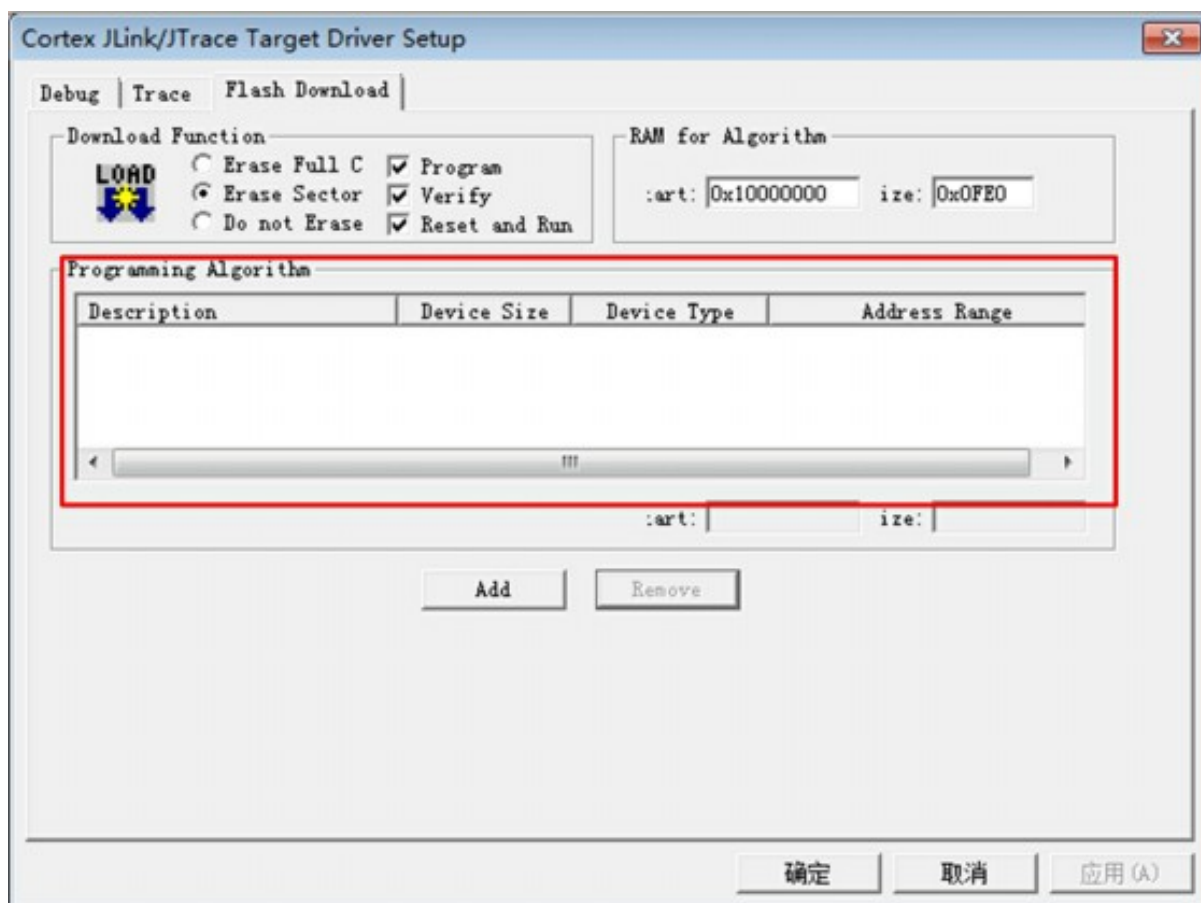 Cortex JLink/JTrace Target Driver Setup
Debug Trace Flash Download
Download Function
LOAD
Erase Full C
Erase Sector
Do not Erase
Program
Verify
Reset and Run
RAM for Algorithm
:art: 0x10000000 ize: 0x0FE0
Programming Algorithm
Description Device Size Device Type Address Range
:art: ize:
Add Remove
确定 取消 应用(A)